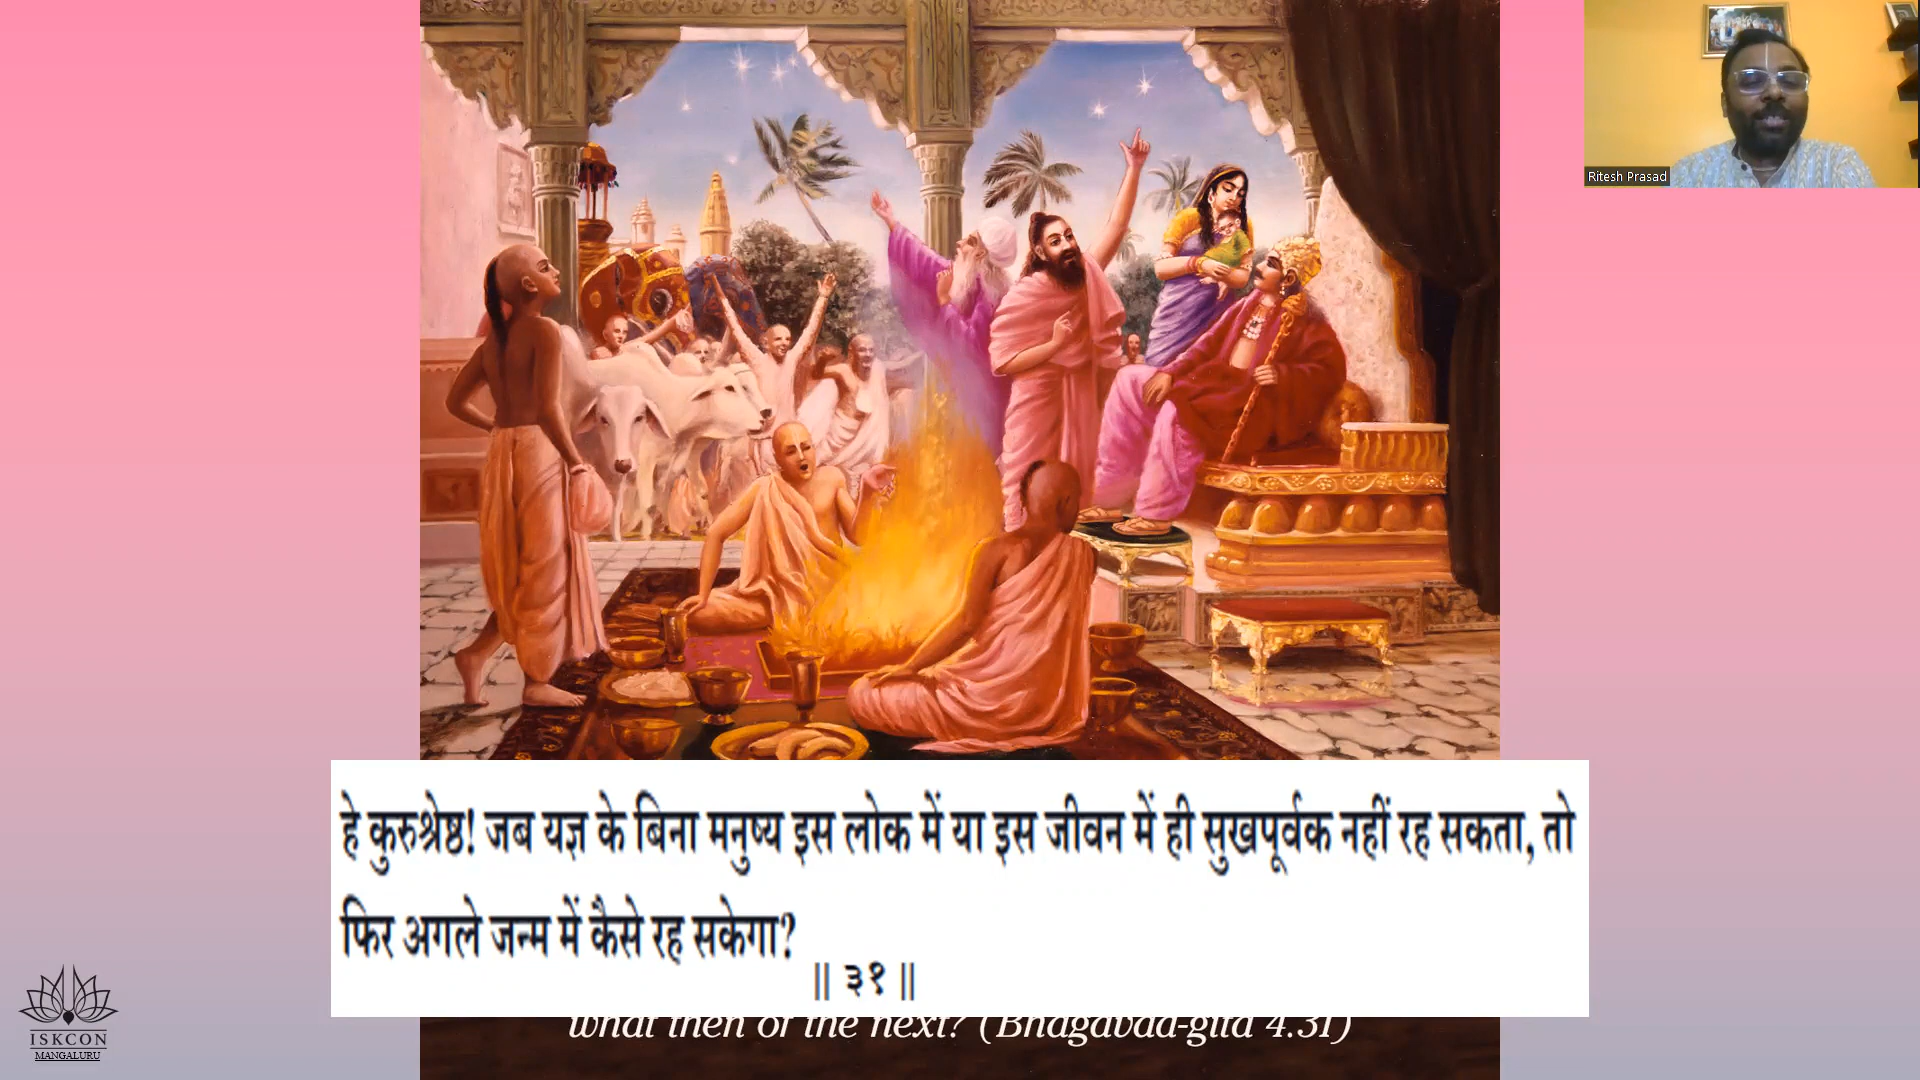 Ritesh Prasad
हे कुरुश्रेष्ठ! जब यज्ञ के बिना मनुष्य इस लोक में या इस जीवन में ही सुखपूर्वक नहीं रह सकता, तो
फिर अगले जन्म में कैसे रह सकेगा?
|| ३१ ||
what then of the next? (Bhagavad-gita 4.31)
ISKCON
MANGALURU